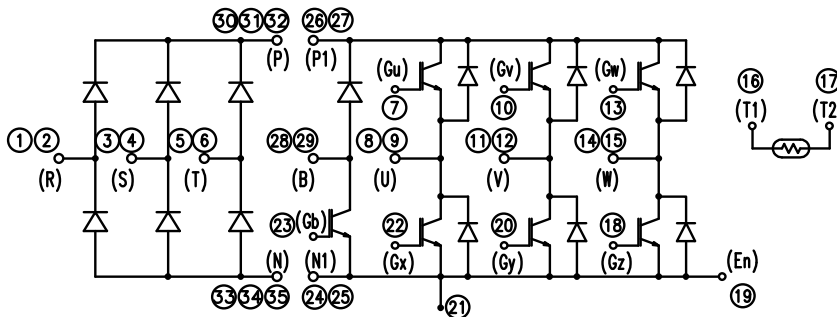 30 31 32 26 27
(P) (P1) (Gu) (Gv) (Gw)
7 10 13 16 17
(T1) (T2)
1 2 3 4 5 6 28 29 8 9 11 12 14 15
(R) (S) (T) (B) (U) (V) (W)
23 (Gb) 22 20 18
(N) (N1) (Gx) (Gy) (Gz) (En)
33 34 35 24 25 21 19